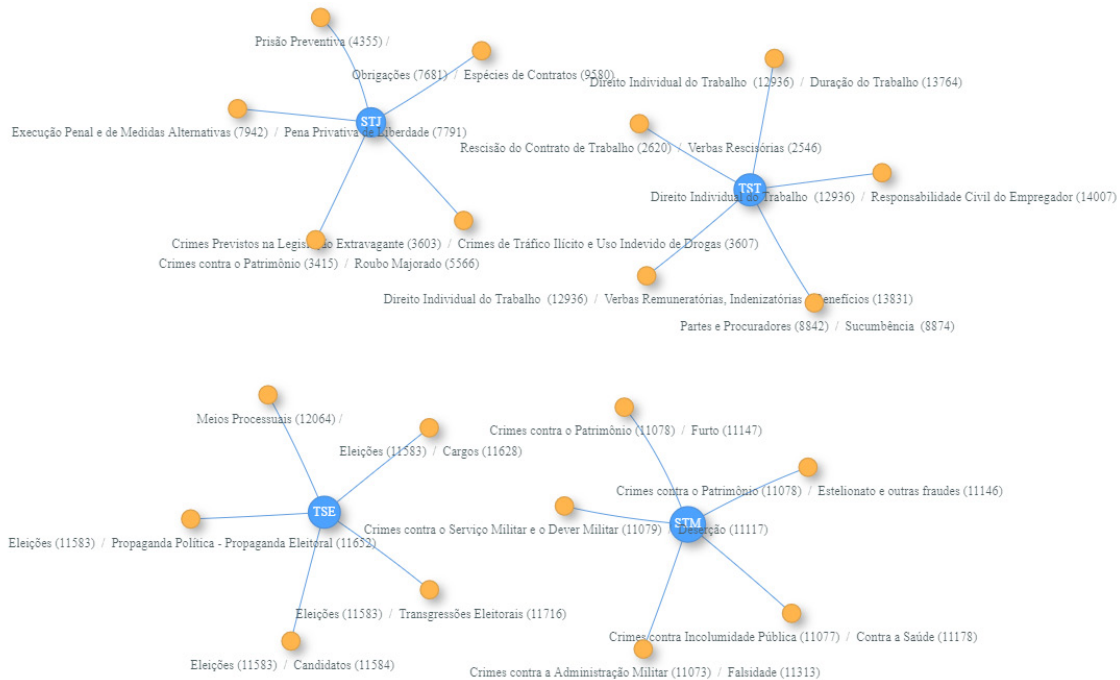 Prisão Preventiva (4355) /
Obrigações (7681) / Espécies de Contratos (9580)
STJ
Execução Penal e de Medidas Alternativas (7942) / Pena Privativa de Liberdade (7791)
Crimes Previstos na Legislação Extravagante (3603) / Crimes de Tráfico Ilícito e Uso Indevido de Drogas (3607)
Crimes contra o Patrimônio (3415) / Roubo Majorado (5566)
Direito Individual do Trabalho (12936) / Duração do Trabalho (13764)
Rescisão do Contrato de Trabalho (2620) / Verbas Rescisórias (2546)
TST
Direito Individual do Trabalho (12936) / Responsabilidade Civil do Empregador (14007)
Direito Individual do Trabalho (12936) / Verbas Remuneratórias, Indenizatórias Benefícios (13831)
Partes e Procuradores (8842) / Sucumbência (8874)
Meios Processuais (12064) /
Eleições (11583) / Cargos (11628)
TSE
Eleições (11583) / Propaganda Política - Propaganda Eleitoral (11652)
Eleições (11583) / Transgressões Eleitorais (11716)
Eleições (11583) / Candidatos (11584)
Crimes contra o Patrimônio (11078) / Furto (11147)
Crimes contra o Patrimônio (11078) / Estelionato e outras fraudes (11146)
STM
Crimes contra o Serviço Militar e o Dever Militar (11079) / Deserção (11117)
Crimes contra Incolumidade Pública (11077) / Contra a Saúde (11178)
Crimes contra a Administração Militar (11073) / Falsidade (11313)